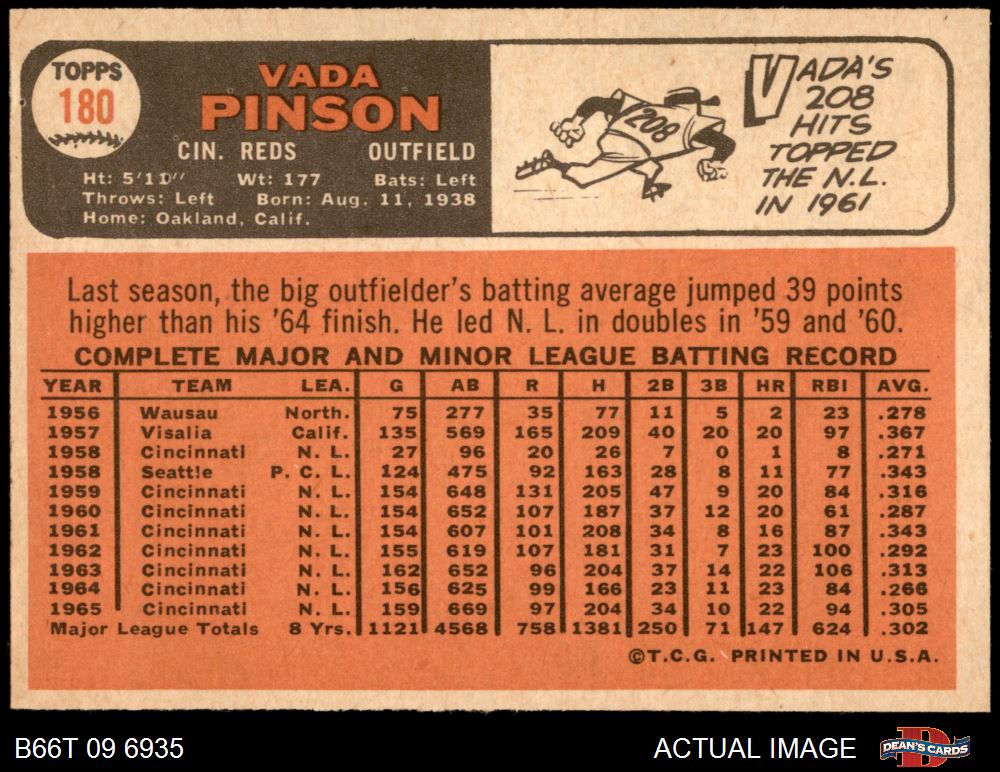 TOPPS
180
VADA
PINSON
CIN. REDS OUTFIELD
Ht: 5'11" Wt: 177 Bats: Left
Throws: Left Born: Aug. 11, 1938
Home: Oakland, Calif.
208
VADA'S
208
HITS
TOPPED
THE N.L.
IN 1961
Last season, the big outfielder's batting average jumped 39 points
higher than his '64 finish. He led N. L. in doubles in '59 and '60.
COMPLETE MAJOR AND MINOR LEAGUE BATTING RECORD
YEAR TEAM LEA. G AB R H 2B 3B HR RBI AVG.
1956 Wausau North. 75 277 35 77 11 5 2 23 .278
1957 Visalia Calif. 135 569 165 209 40 20 20 97 .367
1958 Cincinnati N. L. 27 96 20 26 7 0 1 8 .271
1958 Seattle P. C. L. 124 475 92 163 28 8 11 77 .343
1959 Cincinnati N. L. 154 648 131 205 47 9 20 84 .316
1960 Cincinnati N. L. 154 652 107 187 37 12 20 61 .287
1961 Cincinnati N. L. 154 607 101 208 34 8 16 87 .343
1962 Cincinnati N. L. 155 619 107 181 31 7 23 100 .292
1963 Cincinnati N. L. 162 652 96 204 37 14 22 106 .313
1964 Cincinnati N. L. 156 625 99 166 23 11 23 84 .266
1965 Cincinnati N. L. 159 669 97 204 34 10 22 94 .305
Major League Totals 8 Yrs. 1121 4568 758 1381 250 71 147 624 .302
©T.C.G. PRINTED IN U.S.A.
B66T 09 6935 ACTUAL IMAGE DEAN'S CARDS